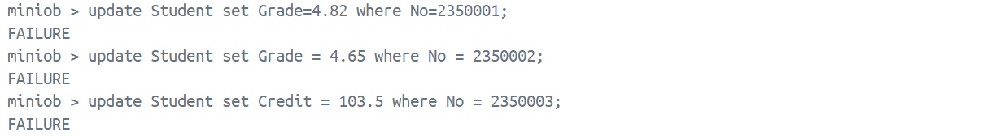 miniob > update Student set Grade=4.82 where No=2350001;
FAILURE
miniob > update Student set Grade = 4.65 where No = 2350002;
FAILURE
miniob > update Student set Credit = 103.5 where No = 2350003;
FAILURE